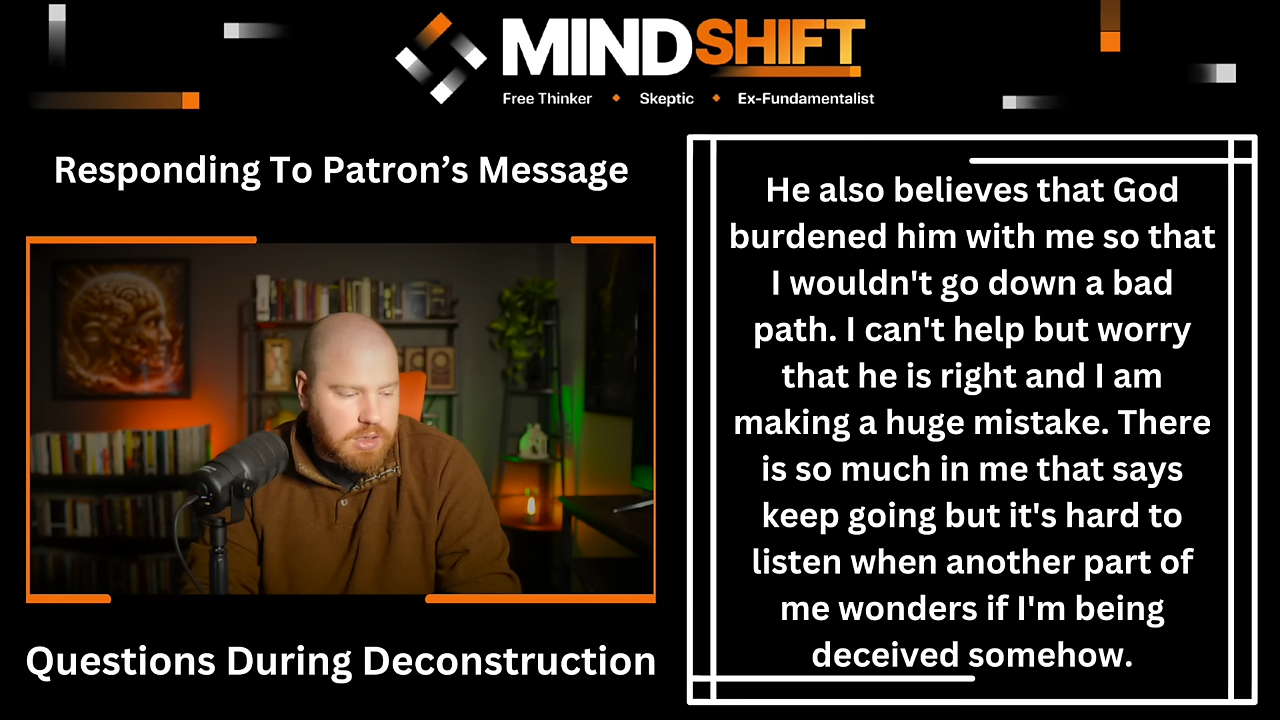 MINDSHIFT
Free Thinker Skeptic Ex-Fundamentalist
Responding To Patron’s Message
Questions During Deconstruction
He also believes that God
burdened him with me so that
I wouldn't go down a bad
path. I can't help but worry
that he is right and I am
making a huge mistake. There
is so much in me that says
keep going but it's hard to
listen when another part of
me wonders if I'm being
deceived somehow.